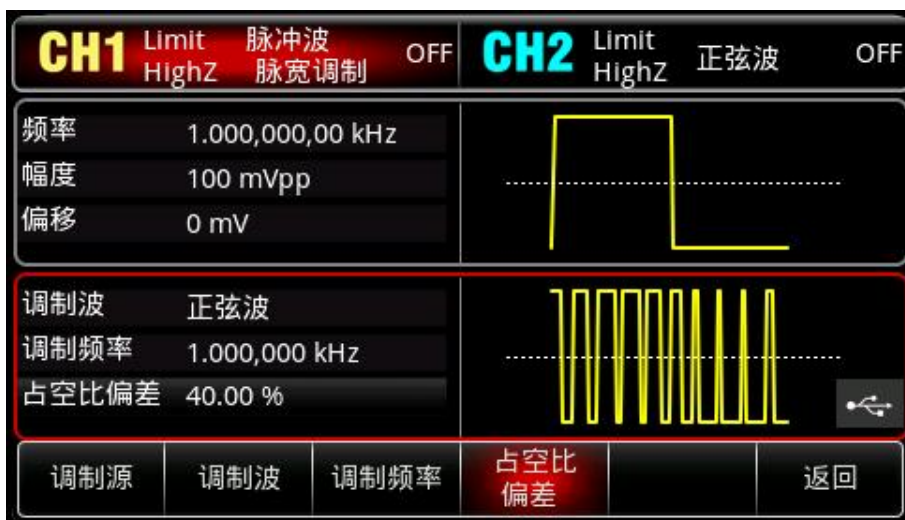 CH1 Limit 脉冲波 OFF CH2 Limit 正弦波 OFF
HighZ 脉宽调制 HighZ
频率 1.000,000,00 kHz
幅度 100 mVpp
偏移 0 mV
调制波 正弦波
调制频率 1.000,000 kHz
占空比偏差 40.00 %
调制源 调制波 调制频率 占空比 返回
偏差